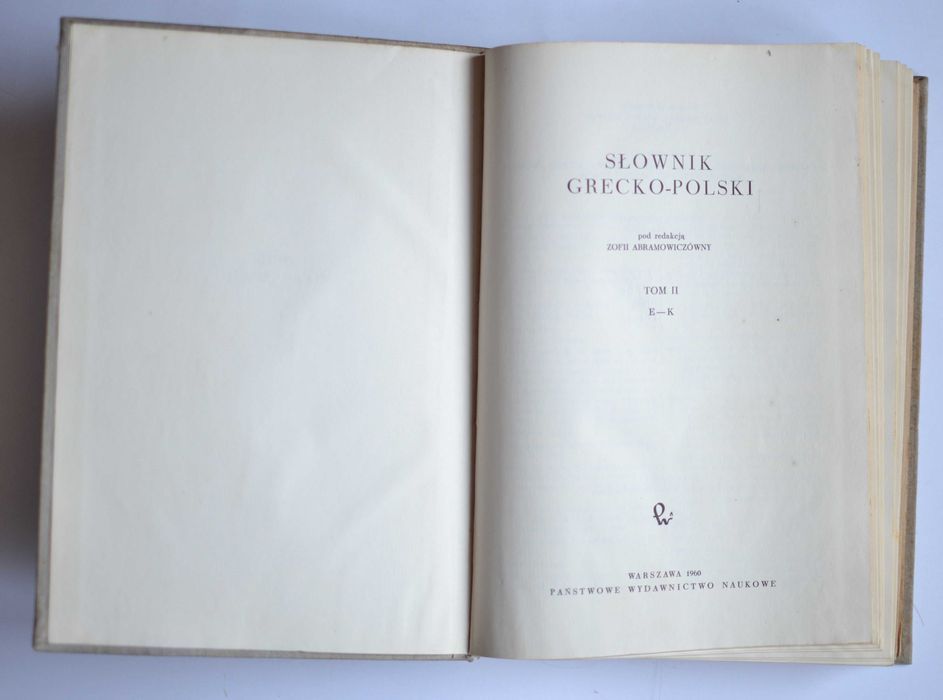 SŁOWNIK
GRECKO-POLSKI
pod redakcją
ZOFII ABRAMOWICZÓWNY
TOM II
E—K
WARSZAWA 1960
PAŃSTWOWE WYDAWNICTWO NAUKOWE